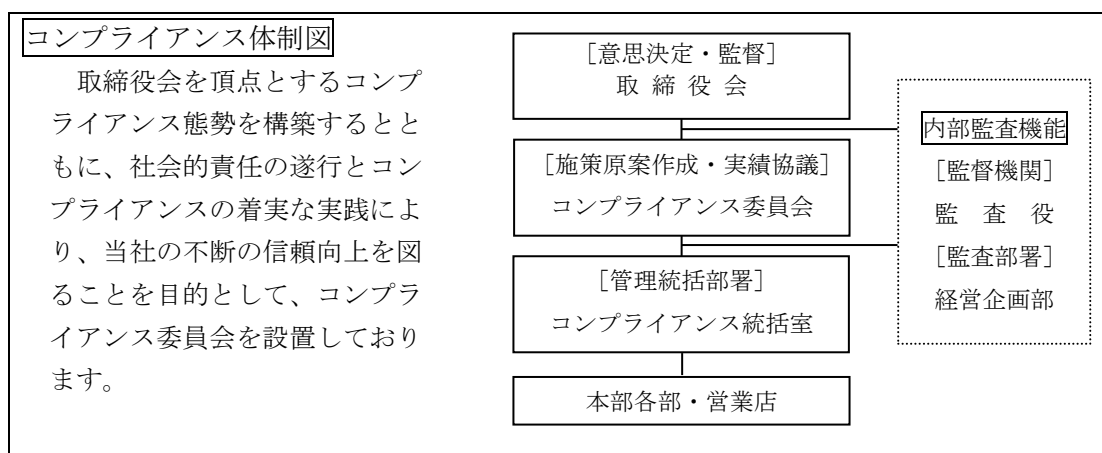 コンプライアンス体制図
取締役会を頂点とするコンプ
ライアンス態勢を構築するとと
もに、社会的責任の遂行とコン
プライアンスの着実な実践によ
り、当社の不断の信頼向上を図
ることを目的として、コンプラ
イアンス委員会を設置しており
ます。
［意思決定・監督］
取 締 役 会
［施策原案作成・実績協議］
コンプライアンス委員会
［管理統括部署］
コンプライアンス統括室
本部各部・営業店
内部監査機能
［監督機関］
監 査 役
［監査部署］
経営企画部